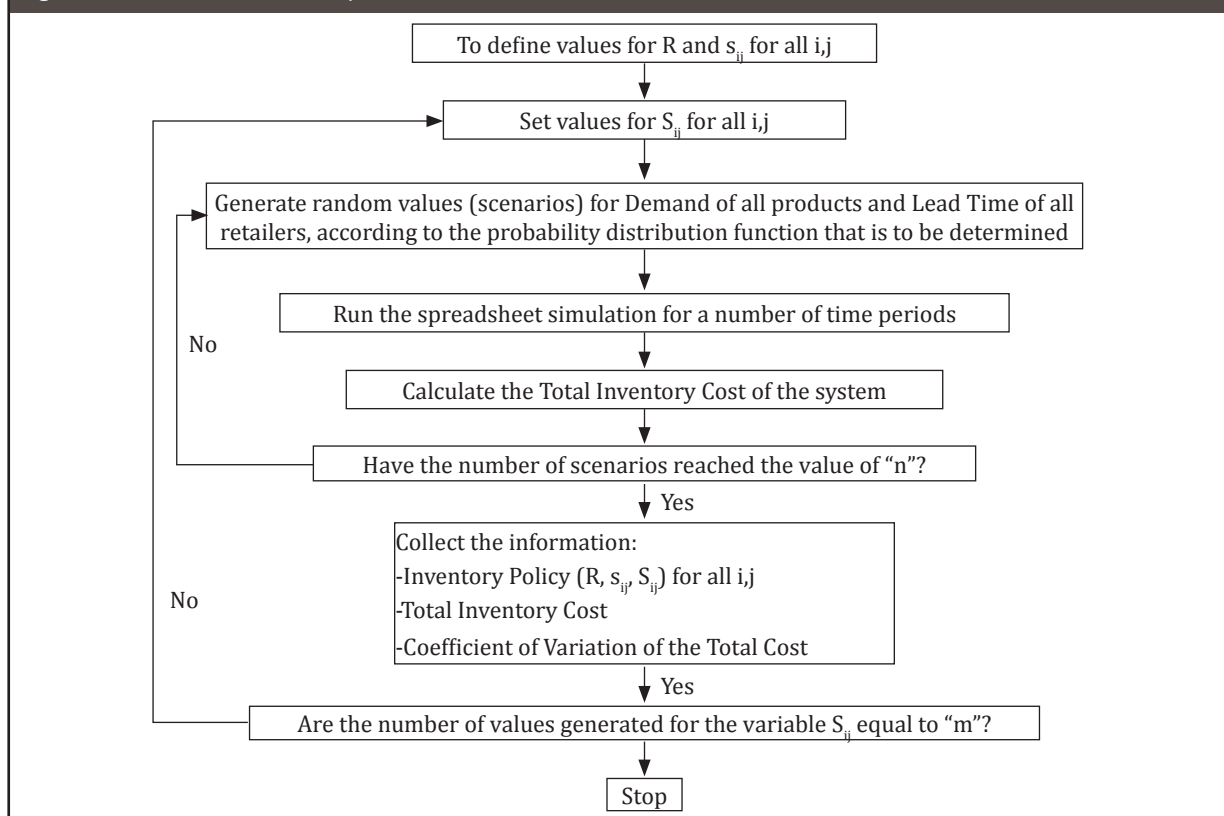 To define values for R and sij for all i,j
Set values for Sij for all i,j
Generate random values (scenarios) for Demand of all products and Lead Time of all
retailers, according to the probability distribution function that is to be determined
Run the spreadsheet simulation for a number of time periods
No
Calculate the Total Inventory Cost of the system
Have the number of scenarios reached the value of “n”?
Yes
Collect the information:
-Inventory Policy (R, sij, Sij) for all i,j
-Total Inventory Cost
No
-Coefficient of Variation of the Total Cost
Yes
Are the number of values generated for the variable Sij equal to “m”?
Stop